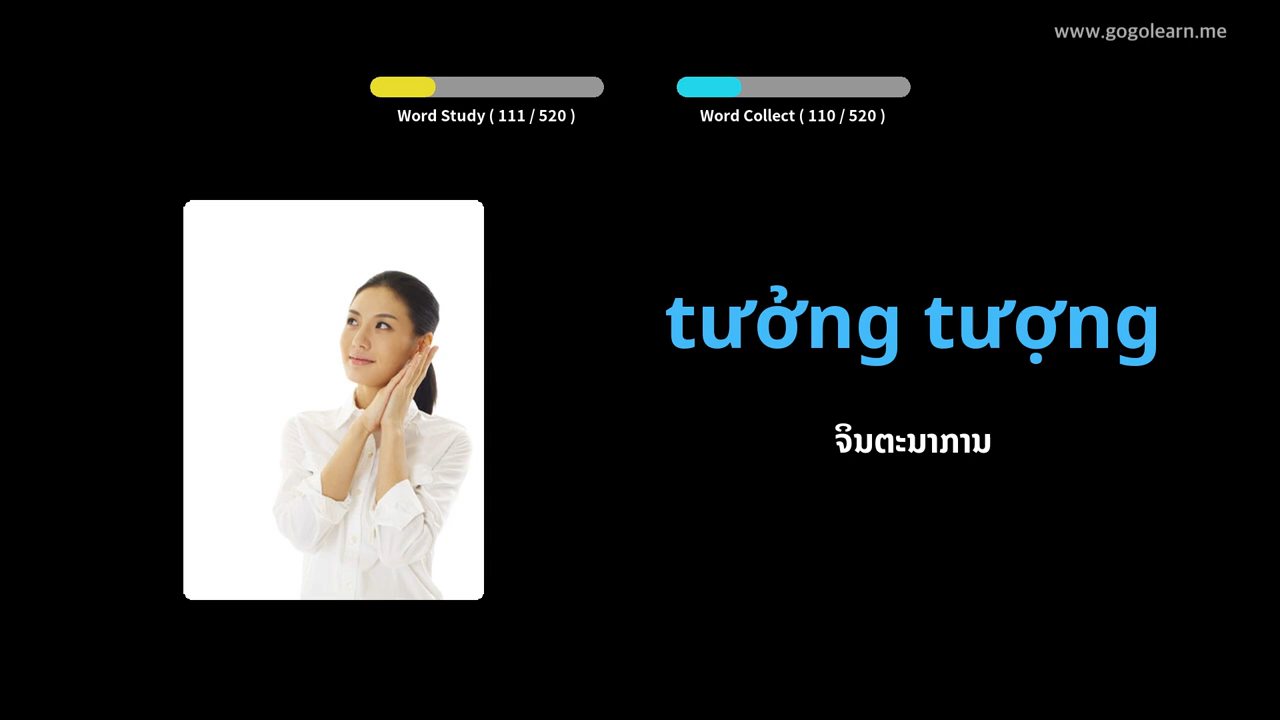 www.gogolearn.me
Word Study ( 111 / 520 )
Word Collect ( 110 / 520 )
tưởng tượng
ຈິນຕະນາການ